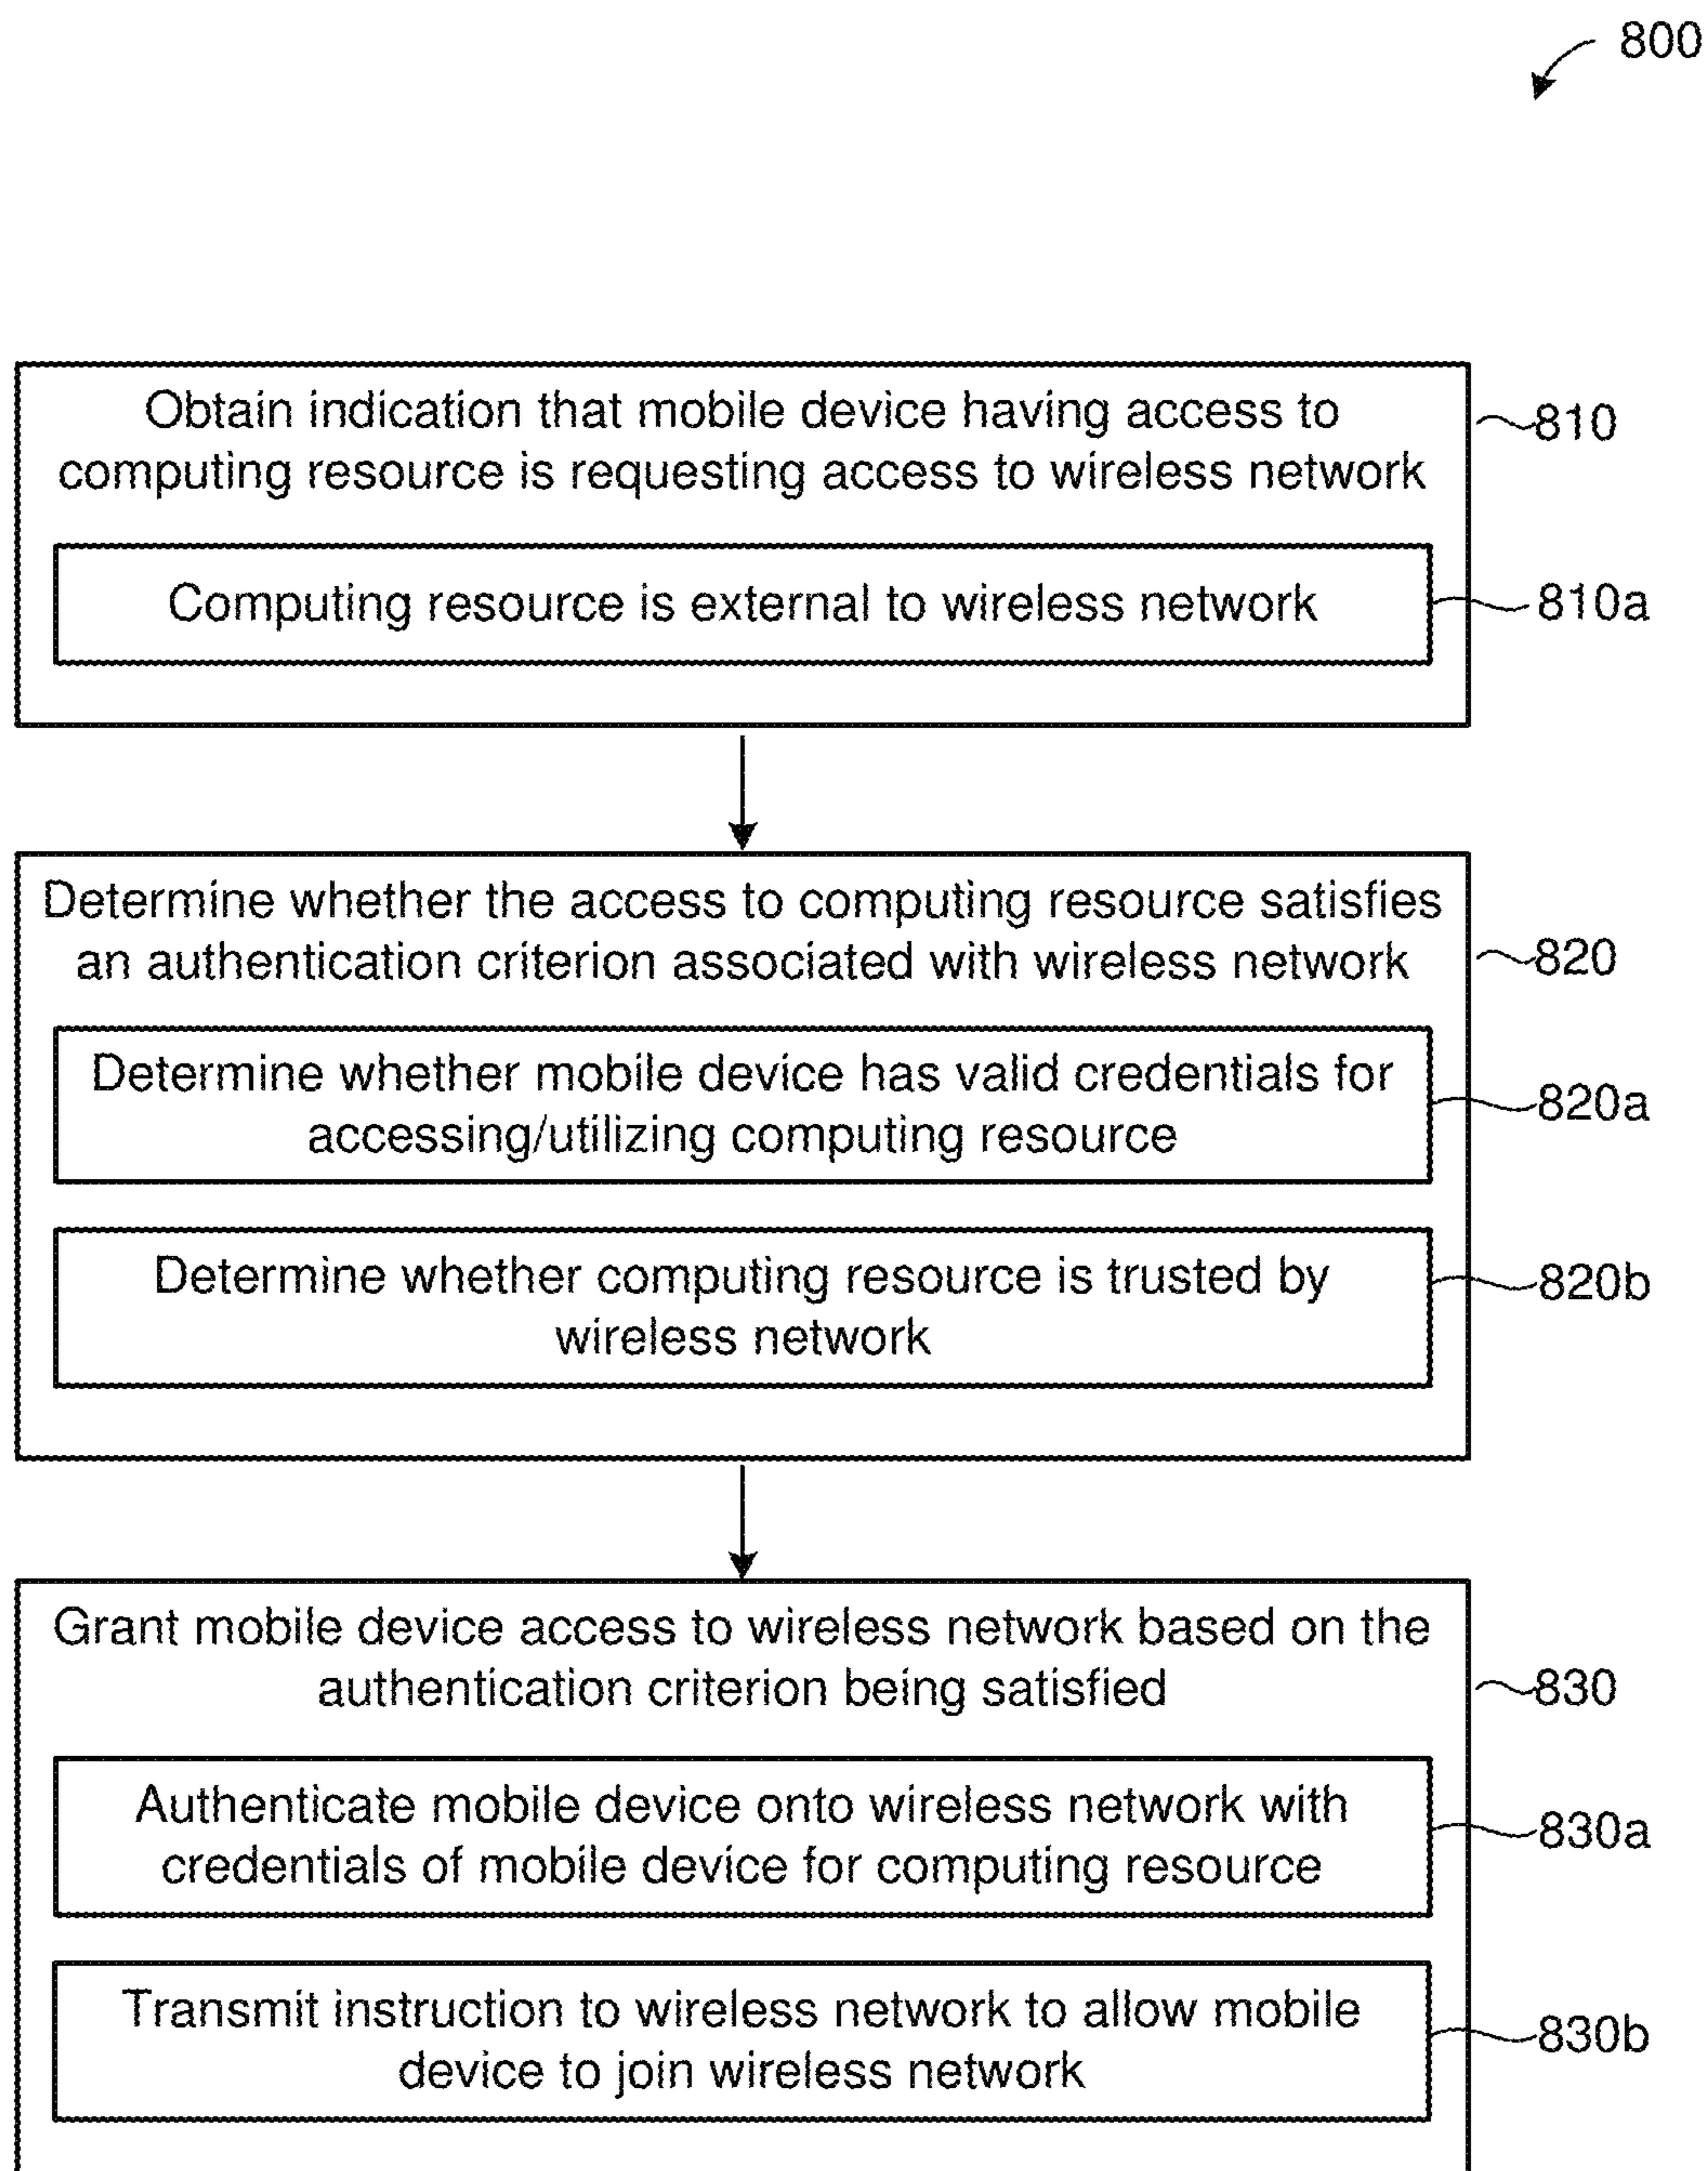 800
Obtain indication that mobile device having access to
computing resource is requesting access to wireless network
810
Computing resource is external to wireless network
810a
Determine whether the access to computing resource satisfies
an authentication criterion associated with wireless network
820
Determine whether mobile device has valid credentials for
accessing/utilizing computing resource
820a
Determine whether computing resource is trusted by
wireless network
820b
Grant mobile device access to wireless network based on the
authentication criterion being satisfied
830
Authenticate mobile device onto wireless network with
credentials of mobile device for computing resource
830a
Transmit instruction to wireless network to allow mobile
device to join wireless network
830b